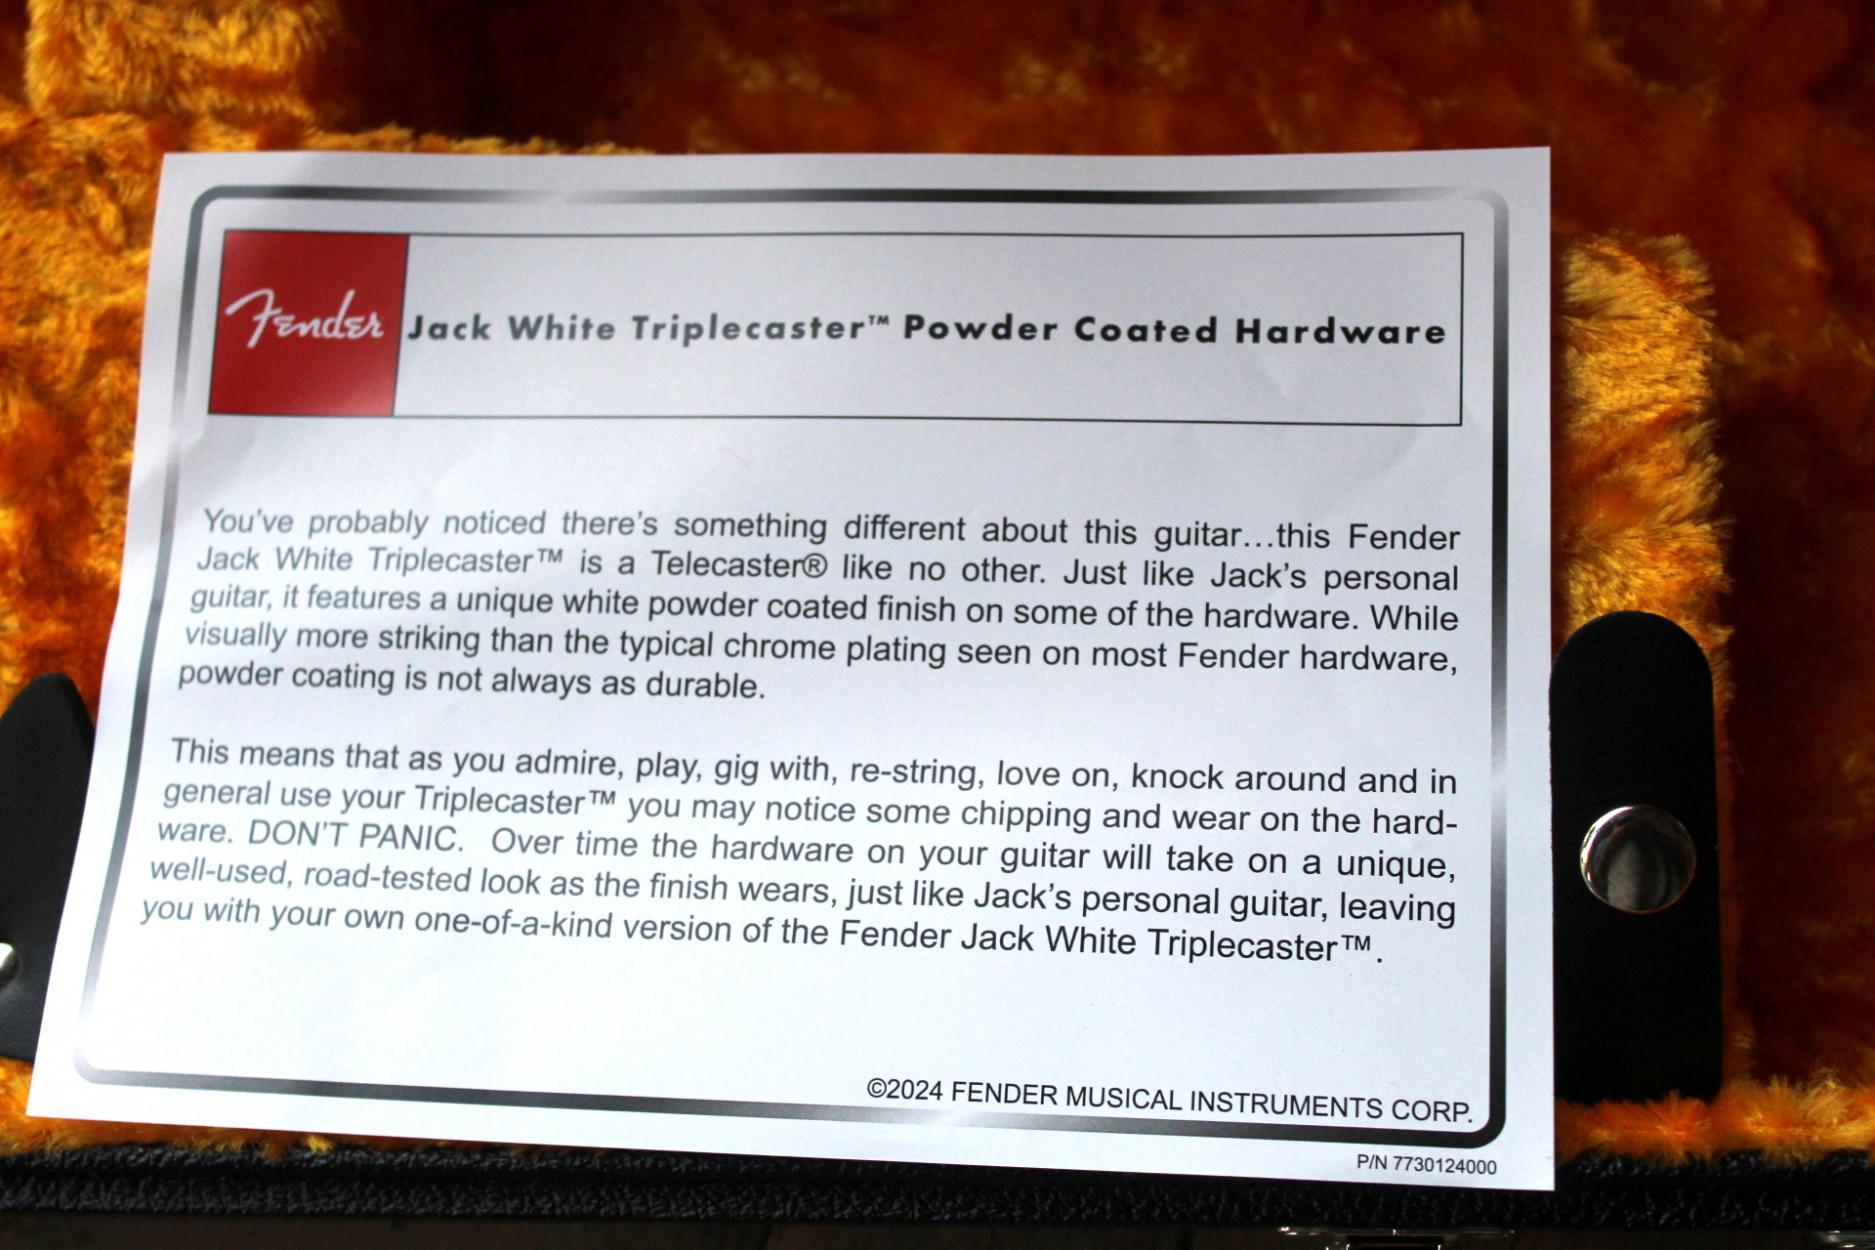 Fender
Jack White Triplecaster™ Powder Coated Hardware
You've probably noticed there's something different about this guitar...this Fender
Jack White Triplecaster™ is a Telecaster® like no other. Just like Jack's personal
guitar, it features a unique white powder coated finish on some of the hardware. While
visually more striking than the typical chrome plating seen on most Fender hardware,
powder coating is not always as durable.
This means that as you admire, play, gig with, re-string, love on, knock around and in
general use your Triplecaster™ you may notice some chipping and wear on the hard-
ware. DON'T PANIC.  Over time the hardware on your guitar will take on a unique,
well-used, road-tested look as the finish wears, just like Jack's personal guitar, leaving
you with your own one-of-a-kind version of the Fender Jack White Triplecaster™.
©2024 FENDER MUSICAL INSTRUMENTS CORP.
P/N 7730124000